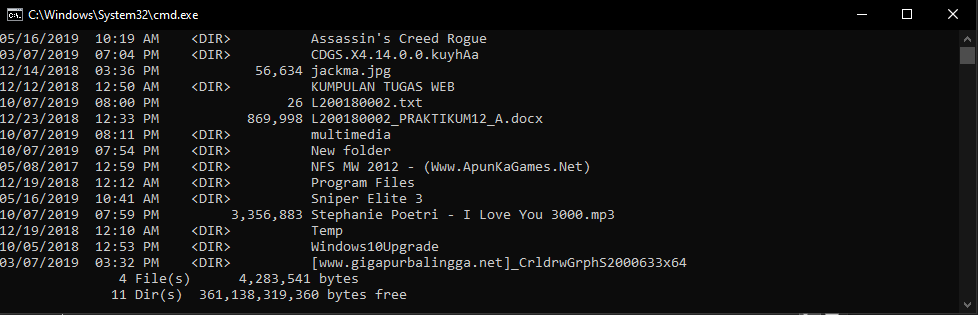 C:\Windows\System32\cmd.exe
05/16/2019  10:19 AM    <DIR>          Assassin's Creed Rogue
03/07/2019  07:04 PM    <DIR>          CDGS.X4.14.0.0.kuyhAa
12/14/2018  03:36 PM            56,634 jackma.jpg
12/12/2018  12:50 AM    <DIR>          KUMPULAN TUGAS WEB
10/07/2019  08:00 PM                26 L200180002.txt
12/23/2018  12:33 PM           869,998 L200180002_PRAKTIKUM12_A.docx
10/07/2019  08:11 PM    <DIR>          multimedia
10/07/2019  07:54 PM    <DIR>          New folder
05/08/2017  12:59 PM    <DIR>          NFS MW 2012 - (Www.ApunKaGames.Net)
12/19/2018  12:12 AM    <DIR>          Program Files
05/16/2019  10:41 AM    <DIR>          Sniper Elite 3
10/07/2019  07:59 PM         3,356,883 Stephanie Poetri - I Love You 3000.mp3
12/19/2018  12:10 AM    <DIR>          Temp
10/05/2018  12:53 PM    <DIR>          Windows10Upgrade
03/07/2019  03:32 PM    <DIR>          [www.gigapurbalingga.net]_CrldrwGrphS2000633x64
               4 File(s)      4,283,541 bytes
              11 Dir(s)  361,138,319,360 bytes free